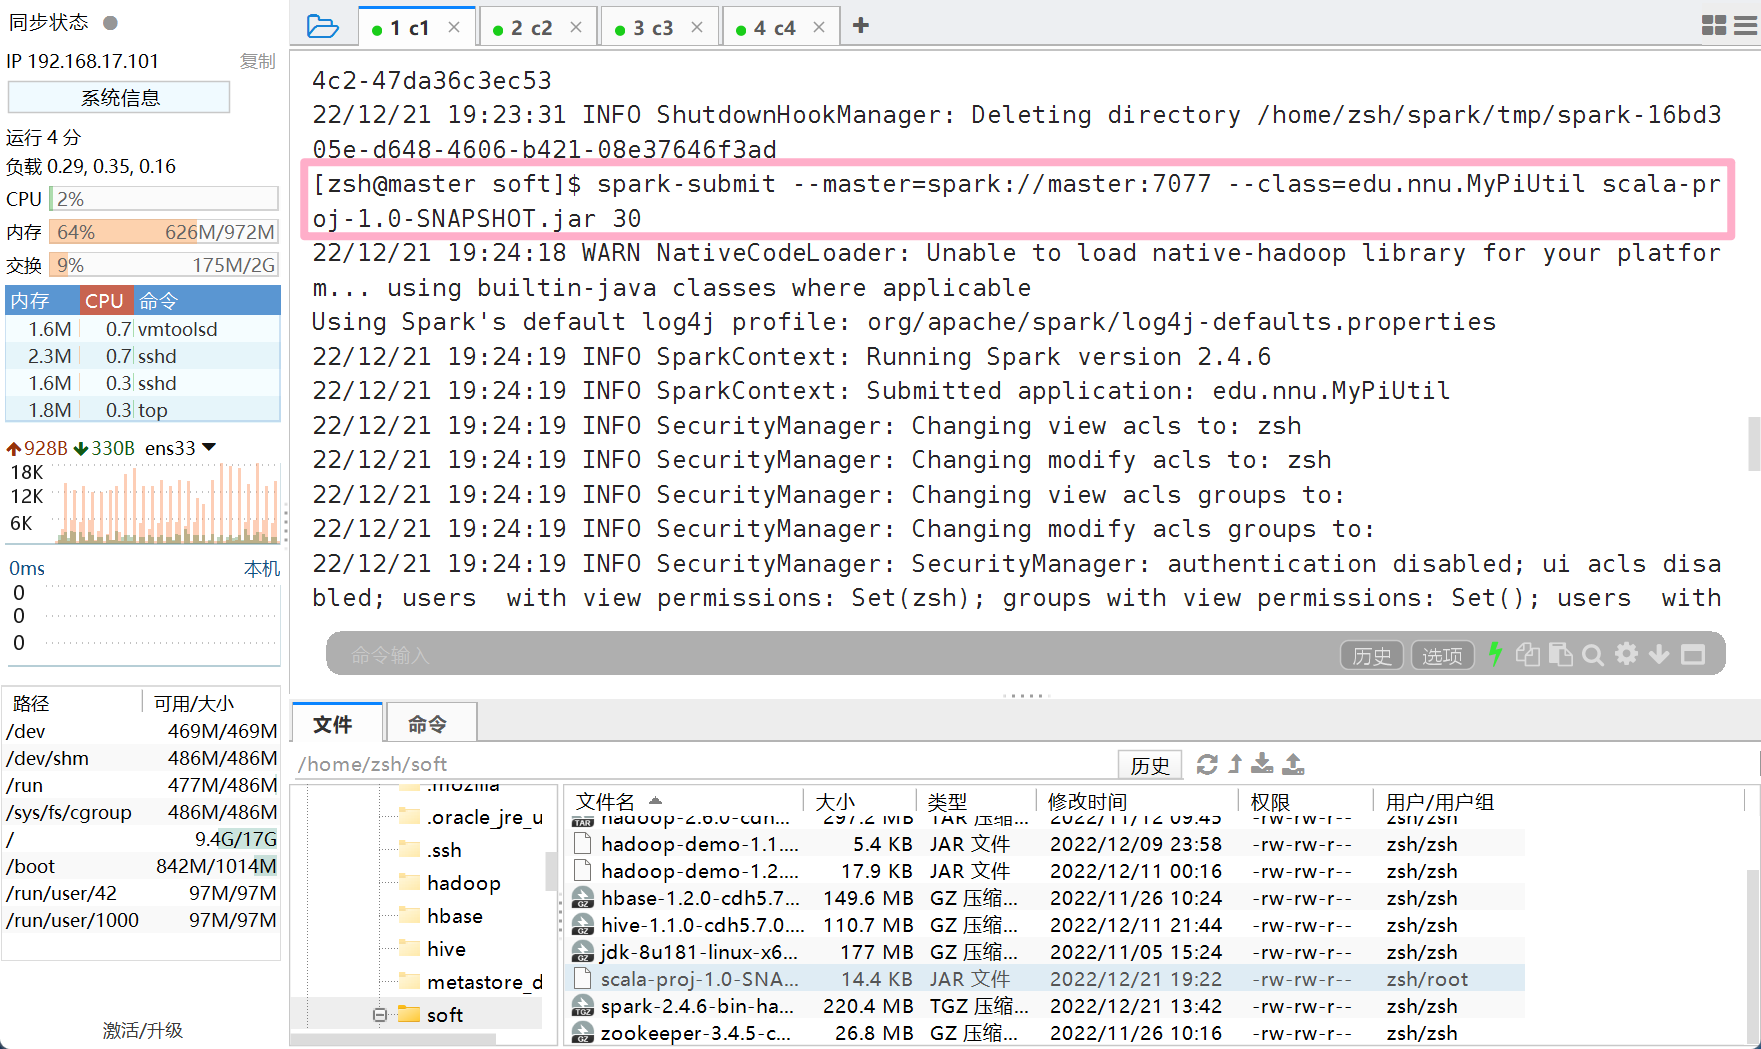 同步状态
IP 192.168.17.101 复制
系统信息
运行 4 分
负载 0.29, 0.35, 0.16
CPU 2%
内存 64% 626M/972M
交换 9% 175M/2G
内存 CPU 命令
1.6M 0.7 vmtoolsd
2.3M 0.7 sshd
1.6M 0.3 sshd
1.8M 0.3 top
928B 330B ens33
18K
12K
6K
0ms 本机
0
0
0
路径 可用/大小
/dev 469M/469M
/dev/shm 486M/486M
/run 477M/486M
/sys/fs/cgroup 486M/486M
/ 9.4G/17G
/boot 842M/1014M
/run/user/42 97M/97M
/run/user/1000 97M/97M
激活/升级
1 c1 2 c2 3 c3 4 c4
4c2-47da36c3ec53
22/12/21 19:23:31 INFO ShutdownHookManager: Deleting directory /home/zsh/spark/tmp/spark-16bd3
05e-d648-4606-b421-08e37646f3ad
[zsh@master soft]$ spark-submit --master=spark://master:7077 --class=edu.nnu.MyPiUtil scala-pr
oj-1.0-SNAPSHOT.jar 30
22/12/21 19:24:18 WARN NativeCodeLoader: Unable to load native-hadoop library for your platfor
m... using builtin-java classes where applicable
Using Spark's default log4j profile: org/apache/spark/log4j-defaults.properties
22/12/21 19:24:19 INFO SparkContext: Running Spark version 2.4.6
22/12/21 19:24:19 INFO SparkContext: Submitted application: edu.nnu.MyPiUtil
22/12/21 19:24:19 INFO SecurityManager: Changing view acls to: zsh
22/12/21 19:24:19 INFO SecurityManager: Changing modify acls to: zsh
22/12/21 19:24:19 INFO SecurityManager: Changing view acls groups to:
22/12/21 19:24:19 INFO SecurityManager: Changing modify acls groups to:
22/12/21 19:24:19 INFO SecurityManager: SecurityManager: authentication disabled; ui acls disa
bled; users  with view permissions: Set(zsh); groups with view permissions: Set(); users  with
命令输入 历史 选项
文件 命令
/home/zsh/soft 历史
.mozilla
.oracle_jre_u
.ssh
hadoop
hbase
hive
metastore_d
soft
文件名 大小 类型 修改时间 权限 用户/用户组
hadoop-2.6.0-cdh... 297.2 MB TAR 压缩... 2022/11/12 09:45 -rw-rw-r-- zsh/zsh
hadoop-demo-1.1.... 5.4 KB JAR 文件 2022/12/09 23:58 -rw-rw-r-- zsh/zsh
hadoop-demo-1.2.... 17.9 KB JAR 文件 2022/12/11 00:16 -rw-rw-r-- zsh/zsh
hbase-1.2.0-cdh5.7... 149.6 MB GZ 压缩... 2022/11/26 10:24 -rw-rw-r-- zsh/zsh
hive-1.1.0-cdh5.7.0.... 110.7 MB GZ 压缩... 2022/12/11 21:44 -rw-rw-r-- zsh/zsh
jdk-8u181-linux-x6... 177 MB GZ 压缩... 2022/11/05 15:24 -rw-rw-r-- zsh/zsh
scala-proj-1.0-SNA... 14.4 KB JAR 文件 2022/12/21 19:22 -rw-rw-r-- zsh/root
spark-2.4.6-bin-ha... 220.4 MB TGZ 压缩... 2022/12/21 13:42 -rw-rw-r-- zsh/zsh
zookeeper-3.4.5-c... 26.8 MB GZ 压缩... 2022/11/26 10:16 -rw-rw-r-- zsh/zsh